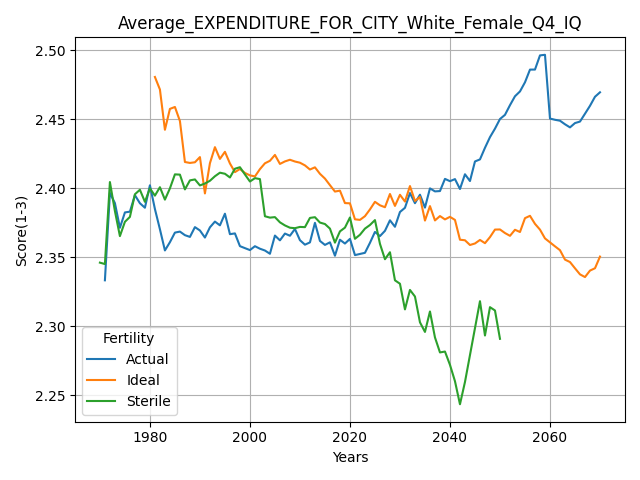 Average_EXPENDITURE_FOR_CITY_White_Female_Q4_IQ
2.50
2.45
2.40
2.35
2.30
2.25
Score(1-3)
Fertility
Actual
Ideal
Sterile
1980
2000
2020
2040
2060
Years